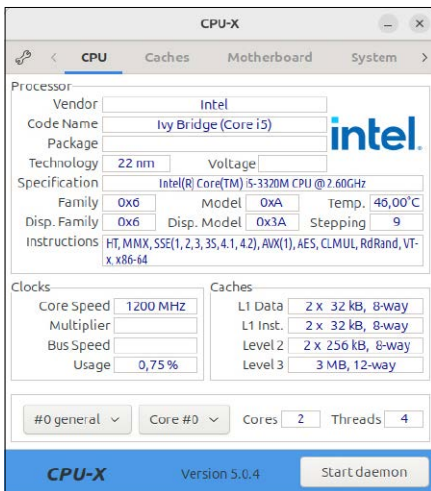 CPU-X
CPU Caches Motherboard System
Processor
Vendor Intel
Code Name Ivy Bridge (Core i5)
intel.
Package
Technology 22 nm Voltage
Specification Intel(R) Core(TM) i5-3320M CPU @ 2.60GHz
Family 0x6 Model 0xA Temp. 46,00°C
Disp. Family 0x6 Disp. Model 0x3A Stepping 9
Instructions HT, MMX, SSE(1, 2, 3, 3S, 4.1, 4.2), AVX(1), AES, CLMUL, RdRand, VT-
x, x86-64
Clocks Caches
Core Speed 1200 MHz L1 Data 2 x 32 kB, 8-way
Multiplier L1 Inst. 2 x 32 kB, 8-way
Bus Speed Level 2 2 x 256 kB, 8-way
Usage 0,75 % Level 3 3 MB, 12-way
#0 general Core #0 Cores 2 Threads 4
CPU-X Version 5.0.4 Start daemon